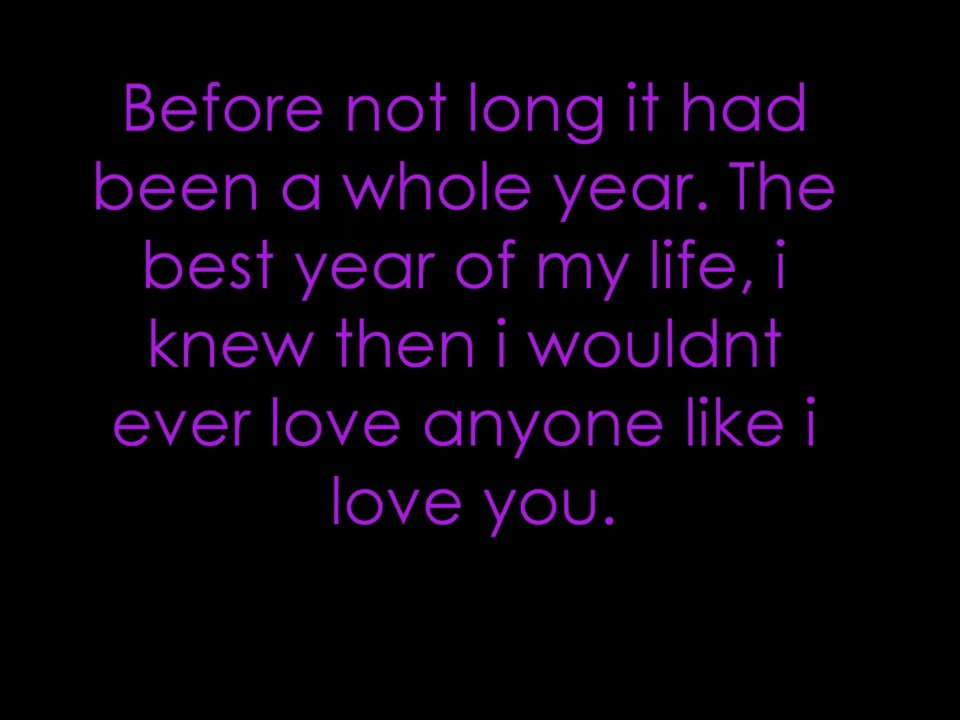 Before not long it had
been a whole year. The
best year of my life, i
knew then i wouldnt
ever love anyone like i
love you.